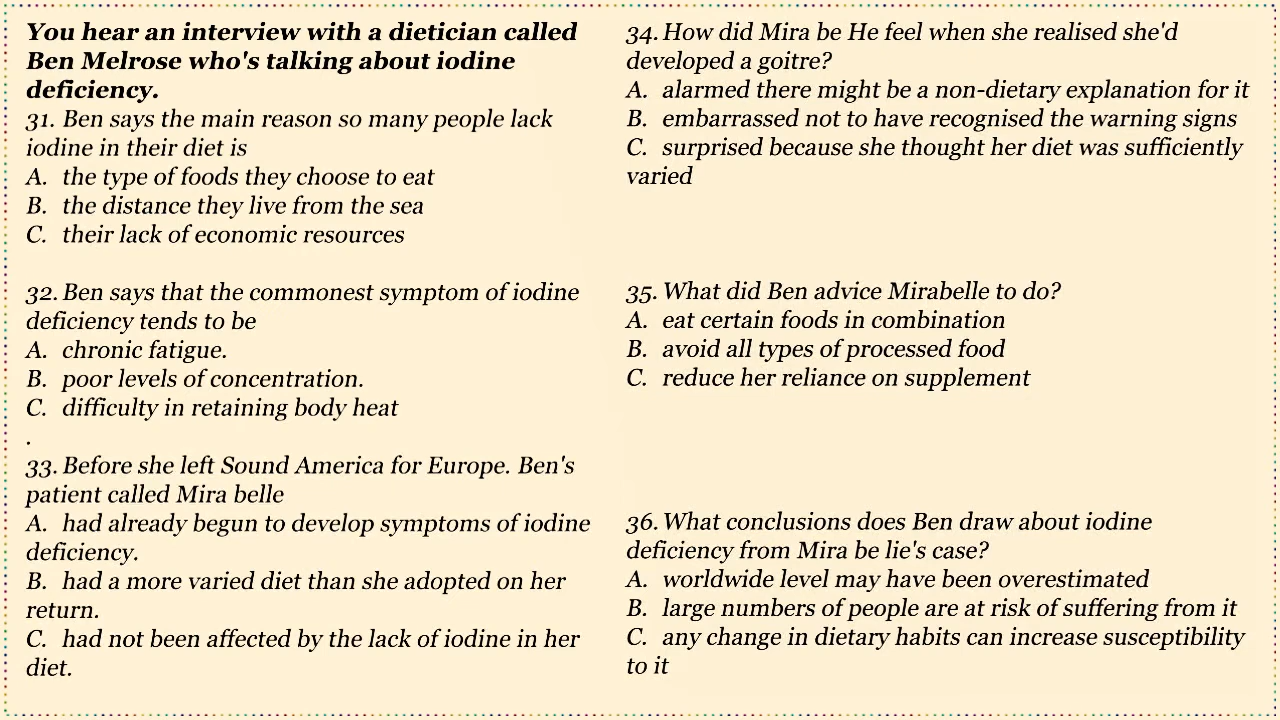 You hear an interview with a dietician called
Ben Melrose who's talking about iodine
deficiency.
31. Ben says the main reason so many people lack
iodine in their diet is
A. the type of foods they choose to eat
B. the distance they live from the sea
C. their lack of economic resources
32. Ben says that the commonest symptom of iodine
deficiency tends to be
A. chronic fatigue.
B. poor levels of concentration.
C. difficulty in retaining body heat
.
33. Before she left Sound America for Europe. Ben's
patient called Mira belle
A. had already begun to develop symptoms of iodine
deficiency.
B. had a more varied diet than she adopted on her
return.
C. had not been affected by the lack of iodine in her
diet.
34. How did Mira be He feel when she realised she'd
developed a goitre?
A. alarmed there might be a non-dietary explanation for it
B. embarrassed not to have recognised the warning signs
C. surprised because she thought her diet was sufficiently
varied
35. What did Ben advice Mirabelle to do?
A. eat certain foods in combination
B. avoid all types of processed food
C. reduce her reliance on supplement
36. What conclusions does Ben draw about iodine
deficiency from Mira be lie's case?
A. worldwide level may have been overestimated
B. large numbers of people are at risk of suffering from it
C. any change in dietary habits can increase susceptibility
to it